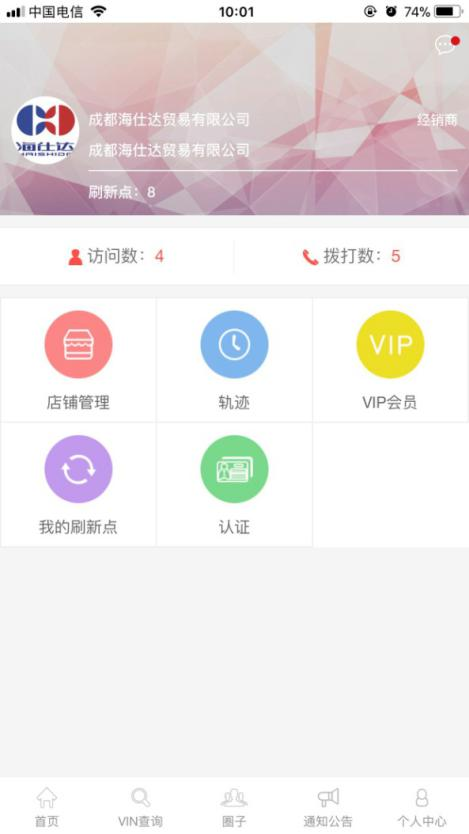 中国电信
10:01
74%
成都海仕达贸易有限公司
经销商
海仕达
HAISHIDE
成都海仕达贸易有限公司
刷新点：8
访问数：4
拨打数：5
VIP
店铺管理
轨迹
VIP会员
我的刷新点
认证
首页
VIN查询
圈子
通知公告
个人中心